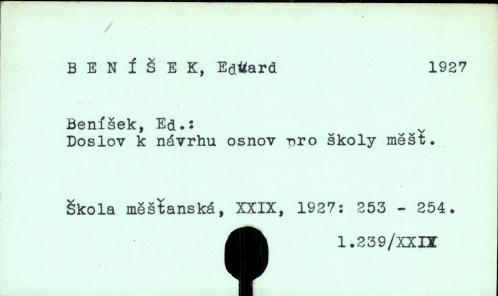 B E N Í Š E K, Eduard 1927
Beníšek, Ed.:
Doslov k návrhu osnov pro školy měšť.
Škola měšťanská, XXIX, 1927: 253 - 254.
1.239/XXIX